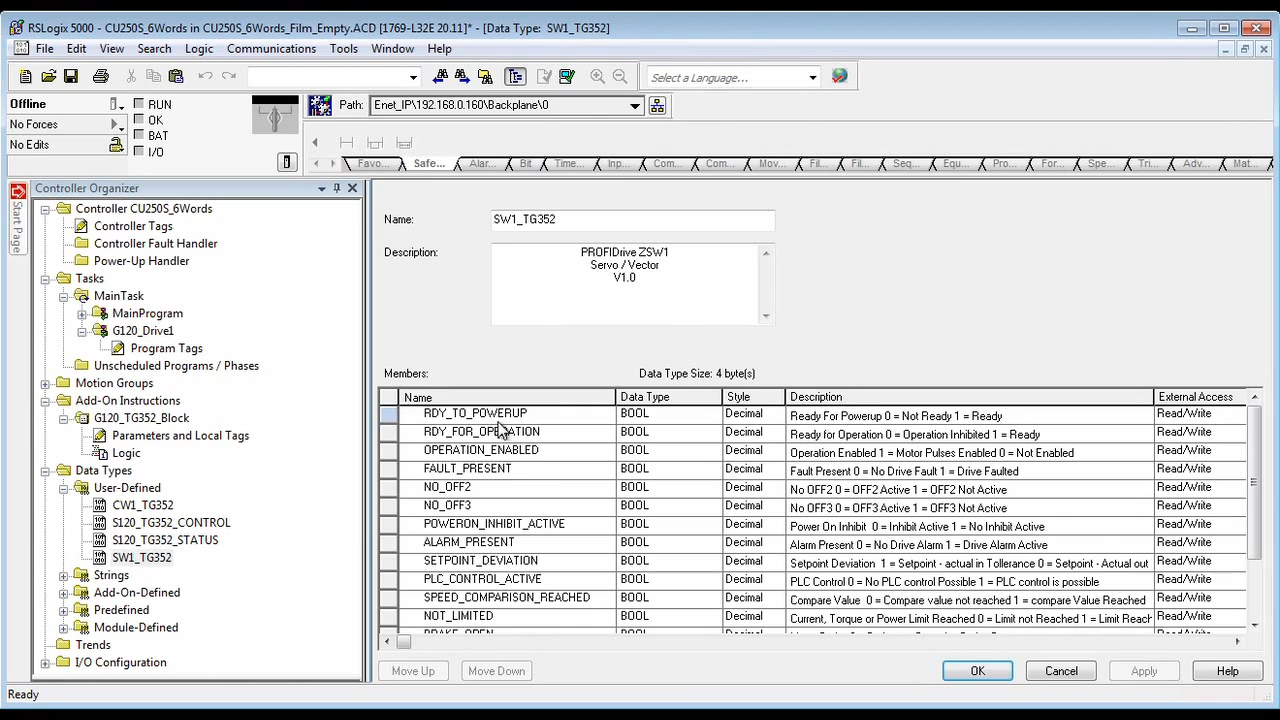 RSLogix 5000 - CU250S_6Words in CU250S_6Words_Film_Empty.ACD [1769-L32E 20.11]* - [Data Type: SW1_TG352]
File Edit View Search Logic Communications Tools Window Help
Select a Language...
Offline RUN Path: Enet_IP\192.168.0.160\Backplane\0
No Forces OK
No Edits BAT
I/O
Favo... Safe... Alar... Bit Time... Inp... Com... Com... Mov... Fil... Fil... Seq... Equ... Pro... For... Spe... Tri... Adv... Mat...
Start Page
Controller Organizer
Controller CU250S_6Words
Controller Tags
Controller Fault Handler
Power-Up Handler
Tasks
MainTask
MainProgram
G120_Drive1
Program Tags
Unscheduled Programs / Phases
Motion Groups
Add-On Instructions
G120_TG352_Block
Parameters and Local Tags
Logic
Data Types
User-Defined
CW1_TG352
S120_TG352_CONTROL
S120_TG352_STATUS
SW1_TG352
Strings
Add-On-Defined
Predefined
Module-Defined
Trends
I/O Configuration
Name: SW1_TG352
Description: PROFIDrive ZSW1
Servo / Vector
V1.0
Members: Data Type Size: 4 byte(s)
Name Data Type Style Description External Access
RDY_TO_POWERUP BOOL Decimal Ready For Powerup 0 = Not Ready 1 = Ready Read/Write
RDY_FOR_OPERATION BOOL Decimal Ready for Operation 0 = Operation Inhibited 1 = Ready Read/Write
OPERATION_ENABLED BOOL Decimal Operation Enabled 1 = Motor Pulses Enabled 0 = Not Enabled Read/Write
FAULT_PRESENT BOOL Decimal Fault Present 0 = No Drive Fault 1 = Drive Faulted Read/Write
NO_OFF2 BOOL Decimal No OFF2 0 = OFF2 Active 1 = OFF2 Not Active Read/Write
NO_OFF3 BOOL Decimal No OFF3 0 = OFF3 Active 1 = OFF3 Not Active Read/Write
POWERON_INHIBIT_ACTIVE BOOL Decimal Power On Inhibit 0 = Inhibit Active 1 = No Inhibit Active Read/Write
ALARM_PRESENT BOOL Decimal Alarm Present 0 = No Drive Alarm 1 = Drive Active Read/Write
SETPOINT_DEVIATION BOOL Decimal Setpoint Deviation 1 = Setpoint - actual in Tollerance 0 = Setpoint - Actual out Read/Write
PLC_CONTROL_ACTIVE BOOL Decimal PLC Control 0 = No PLC control Possible 1 = PLC control is possible Read/Write
SPEED_COMPARISON_REACHED BOOL Decimal Compare Value 0 = Compare value not reached 1 = compare Value Reached Read/Write
NOT_LIMITED BOOL Decimal Current, Torque or Power Limit Reached 0 = Limit not Reached 1 = Limit Reach Read/Write
Move Up Move Down OK Cancel Apply Help
Ready